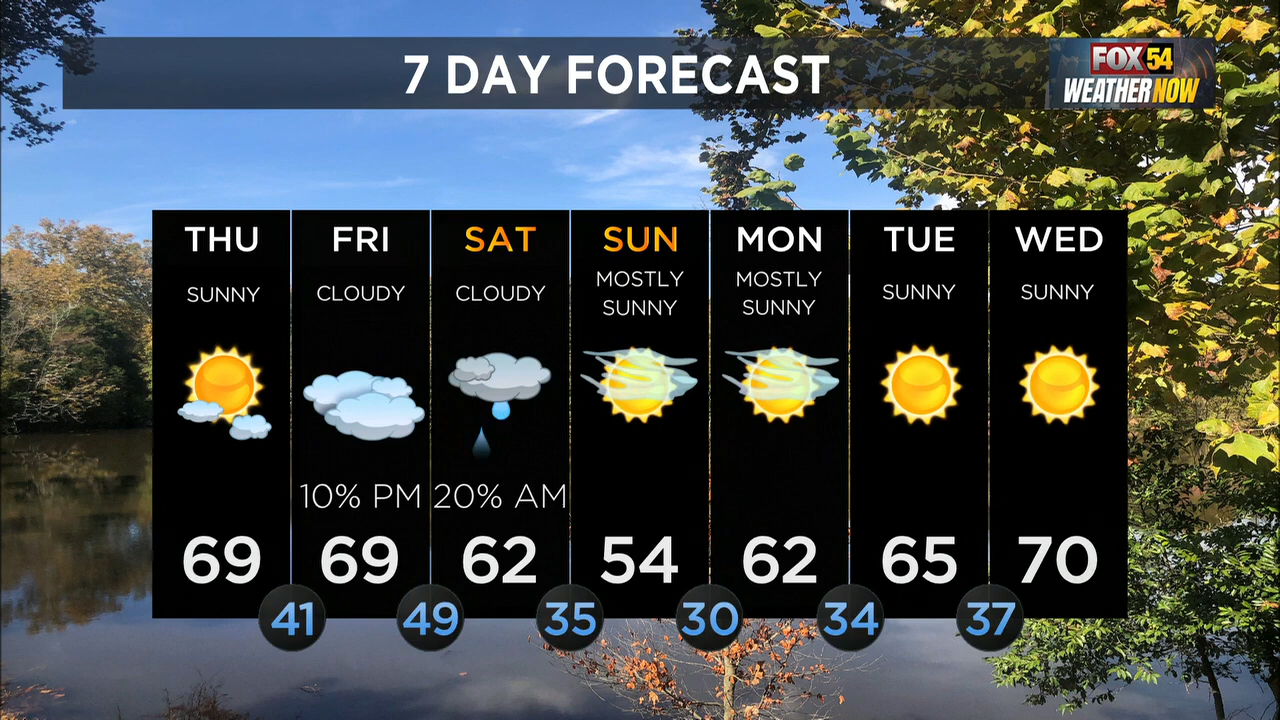 7 DAY FORECAST
FOX 54
WEATHER NOW
THU
SUNNY
69
FRI
CLOUDY
10% PM
69
SAT
CLOUDY
20% AM
62
SUN
MOSTLY
SUNNY
54
MON
MOSTLY
SUNNY
62
TUE
SUNNY
65
WED
SUNNY
70
41
49
35
30
34
37